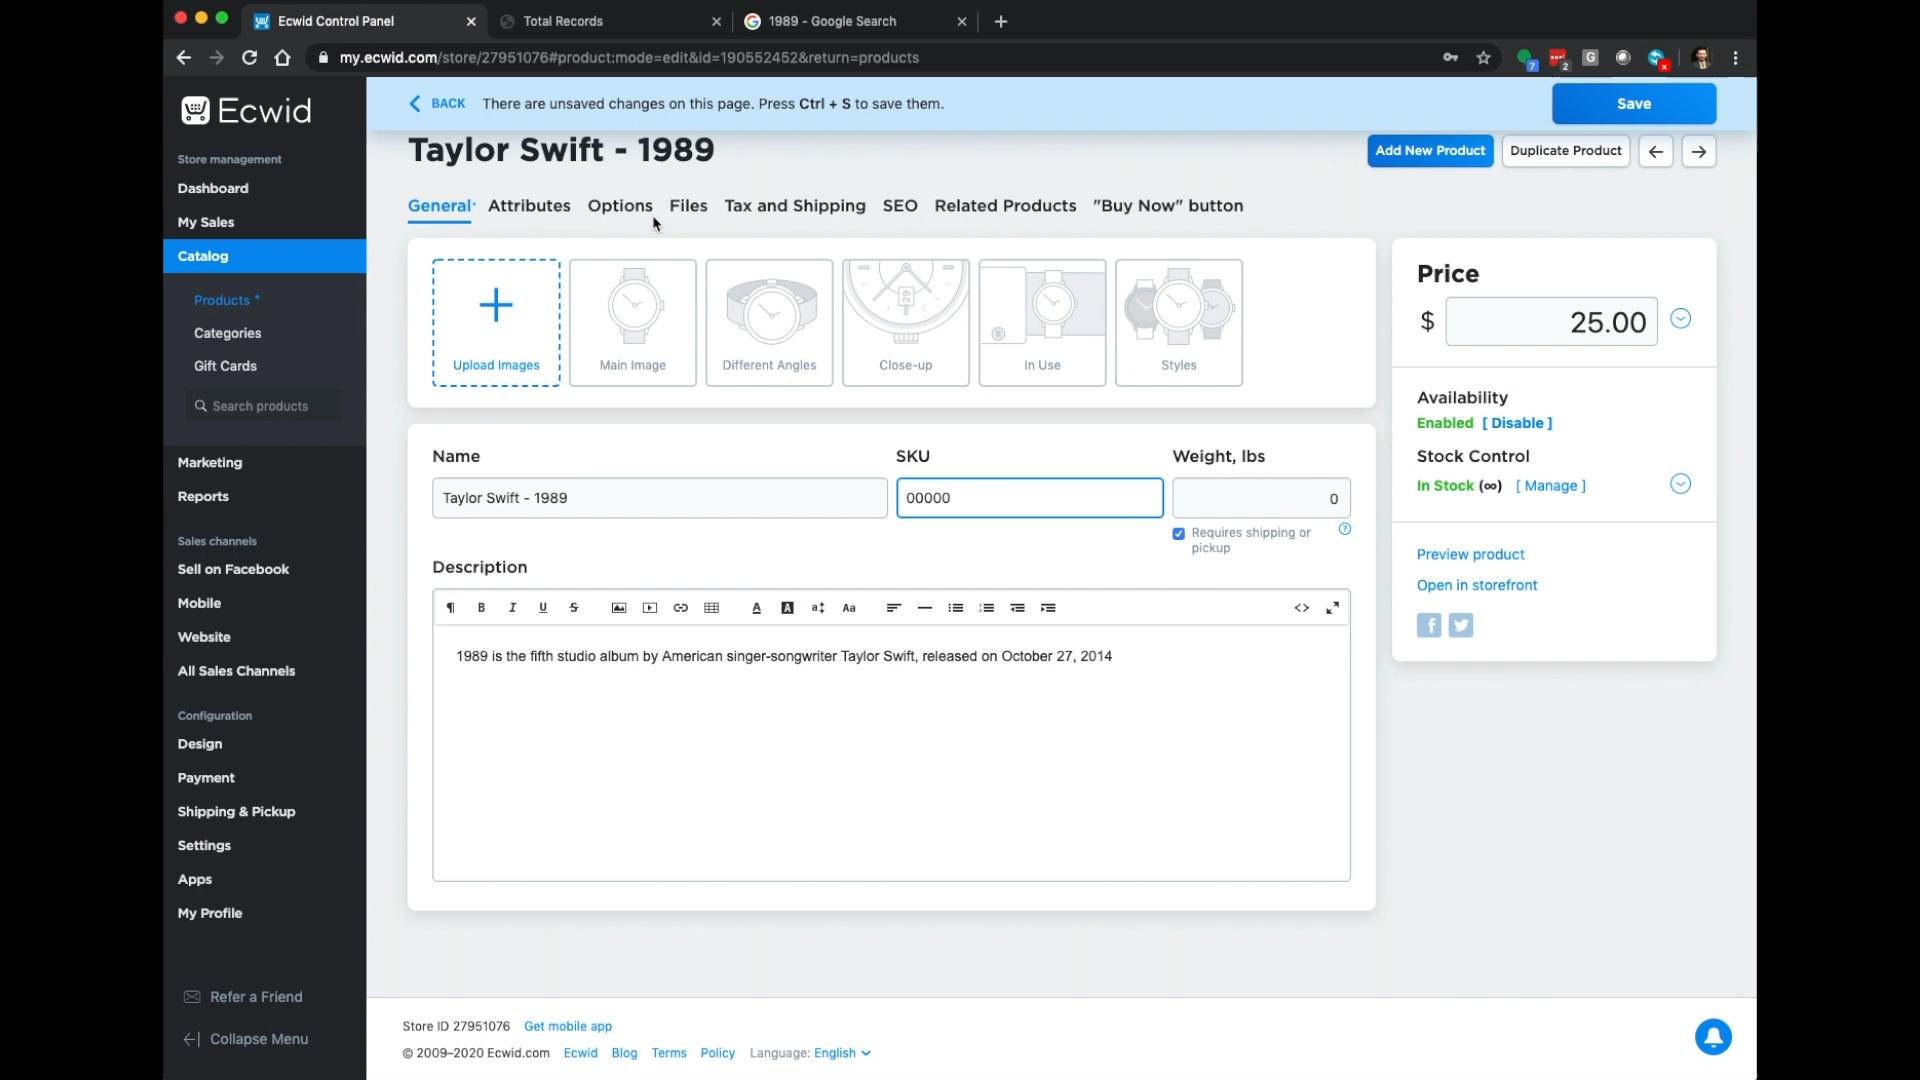 Ecwid Control Panel
Total Records
1989 - Google Search
my.ecwid.com/store/27951076#product:mode=edit&id=190552452&return=products
7
2
G
Ecwid
Store management
Dashboard
My Sales
Catalog
Products *
Categories
Gift Cards
Search products
Marketing
Reports
Sales channels
Sell on Facebook
Mobile
Website
All Sales Channels
Configuration
Design
Payment
Shipping & Pickup
Settings
Apps
My Profile
Refer a Friend
Collapse Menu
BACK There are unsaved changes on this page. Press Ctrl + S to save them.
Save
Taylor Swift - 1989
Add New Product
Duplicate Product
General Attributes Options Files Tax and Shipping SEO Related Products "Buy Now" button
Upload Images
Main Image
Different Angles
29
Close-up
In Use
Styles
Name
Taylor Swift - 1989
SKU
00000
Weight, lbs
0
Requires shipping or
pickup
?
Description
¶ B I U S A A Aa <>
1989 is the fifth studio album by American singer-songwriter Taylor Swift, released on October 27, 2014
Price
$ 25.00
Availability
Enabled [ Disable ]
Stock Control
In Stock (∞) [ Manage ]
Preview product
Open in storefront
Store ID 27951076 Get mobile app
© 2009–2020 Ecwid.com Ecwid Blog Terms Policy Language: English